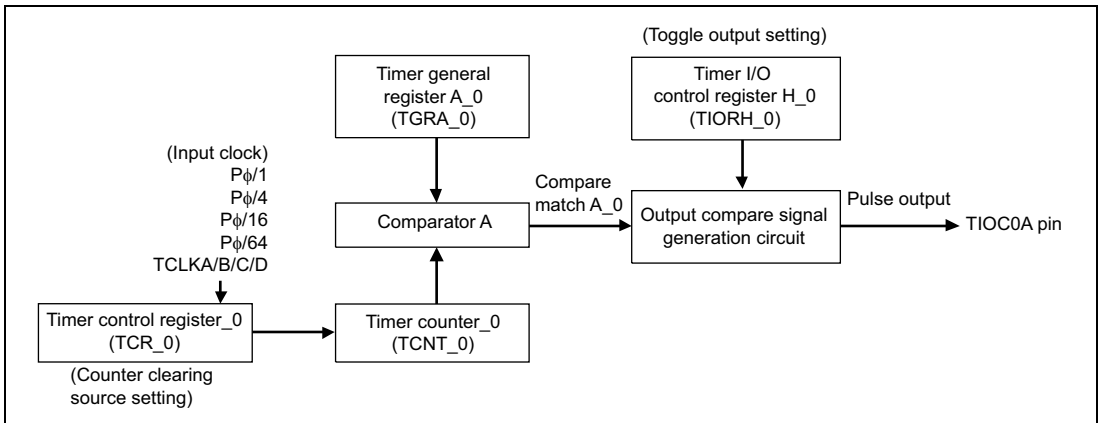 (Toggle output setting)
Timer general
register A_0
(TGRA_0)
Timer I/O
control register H_0
(TIORH_0)
(Input clock)
Pϕ/1
Pϕ/4
Pϕ/16
Pϕ/64
TCLKA/B/C/D
Comparator A
Compare
match A_0
Output compare signal
generation circuit
Pulse output
TIOC0A pin
Timer control register_0
(TCR_0)
Timer counter_0
(TCNT_0)
(Counter clearing
source setting)